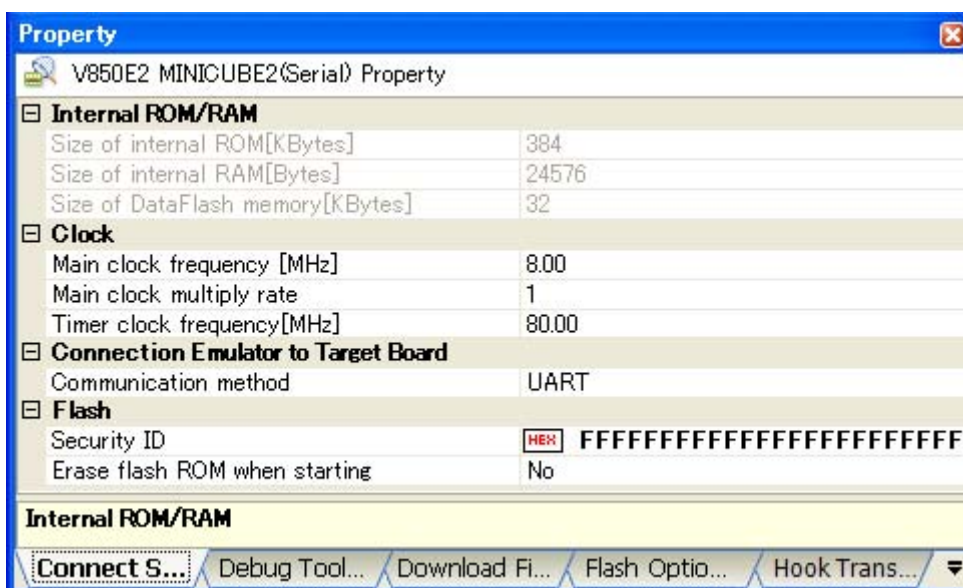 Property
V850E2 MINICUBE2(Serial) Property
Internal ROM/RAM
Size of internal ROM[KBytes] 384
Size of internal RAM[Bytes] 24576
Size of DataFlash memory[KBytes] 32
Clock
Main clock frequency [MHz] 8.00
Main clock multiply rate 1
Timer clock frequency[MHz] 80.00
Connection Emulator to Target Board
Communication method UART
Flash
Security ID HEX FFFFFFFFFFFFFFFFFFFFFFFF
Erase flash ROM when starting No
Internal ROM/RAM
Connect S... Debug Tool... Download Fi... Flash Optio... Hook Trans...